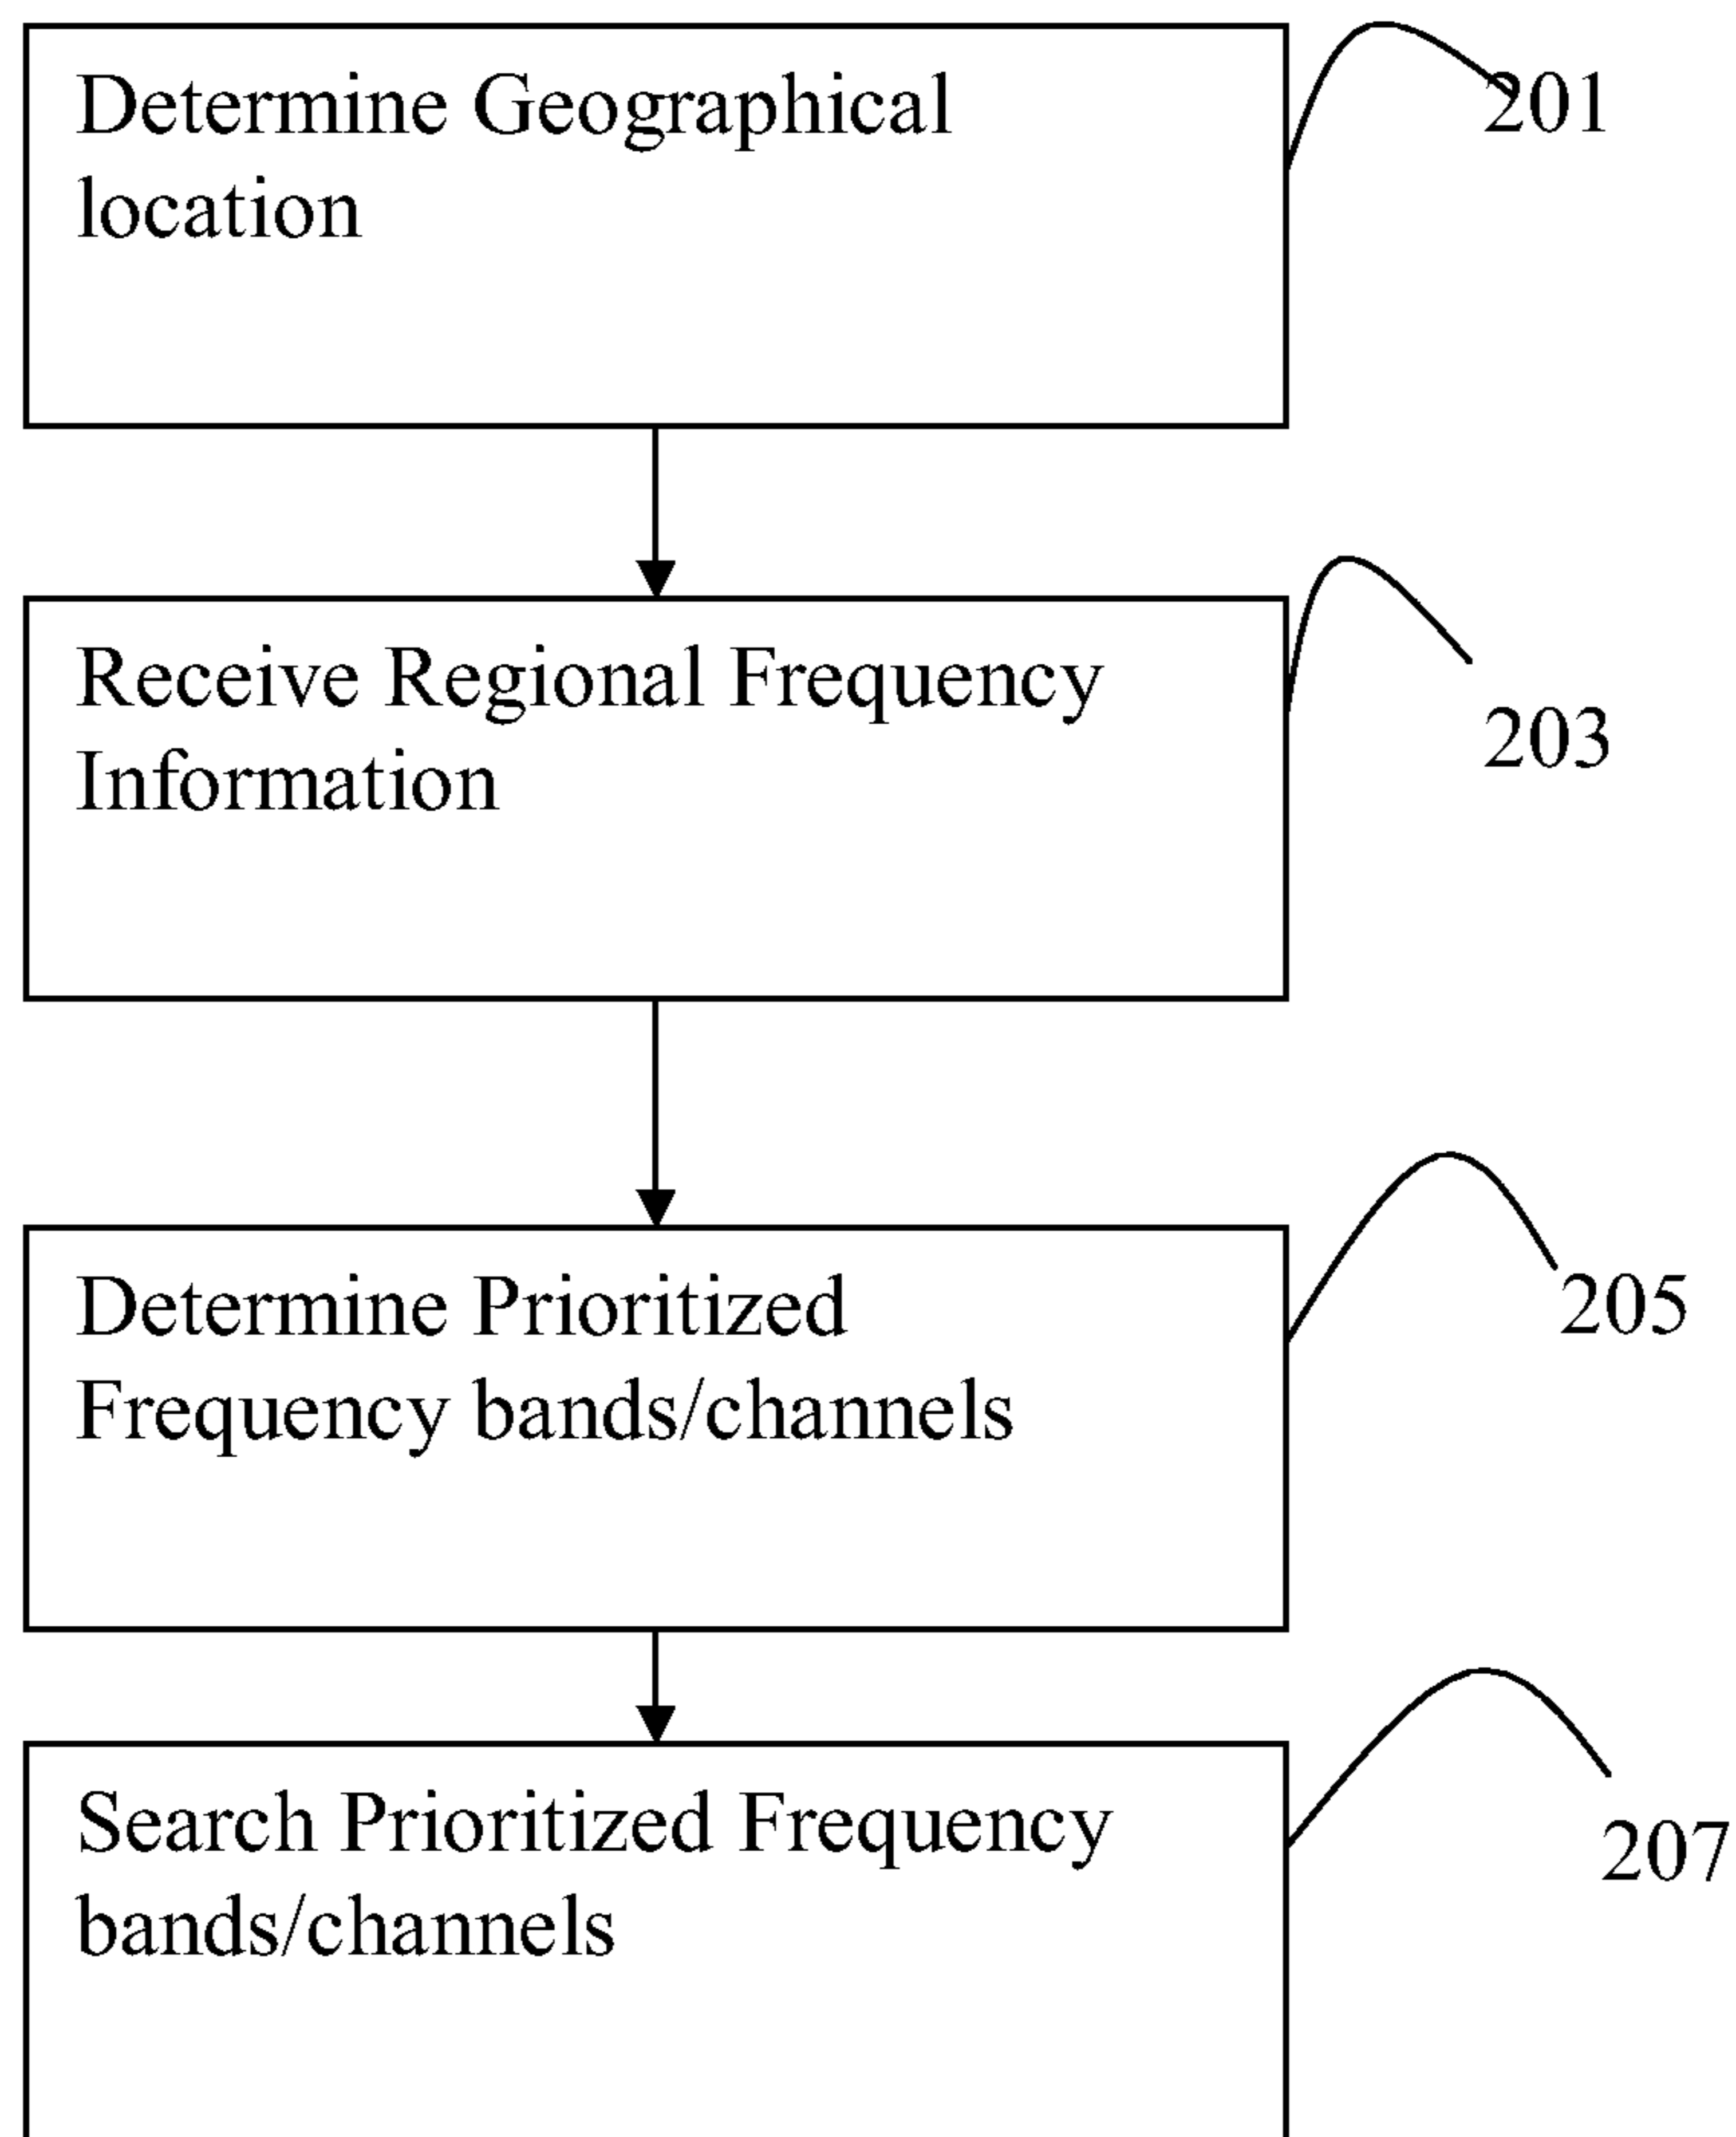 Determine Geographical
location
201
Receive Regional Frequency
Information
203
Determine Prioritized
Frequency bands/channels
205
Search Prioritized Frequency
bands/channels
207